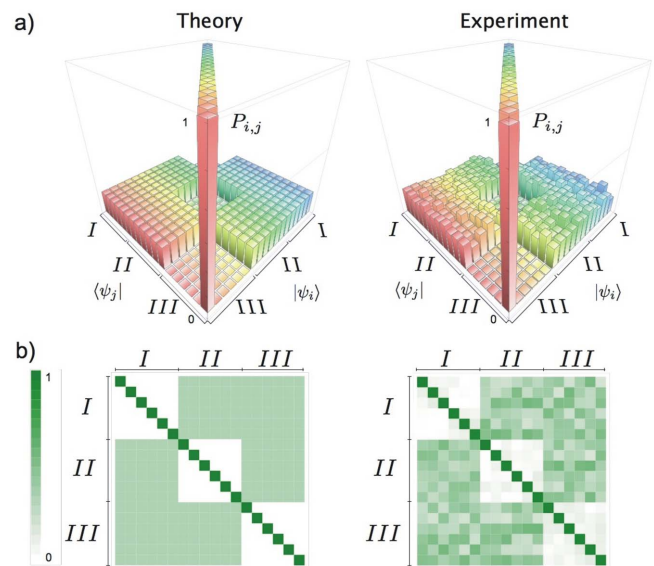 a)
Theory
Experiment
1
P_{i,j}
1
P_{i,j}
I
II
III
⟨ψ_j|
0
III
|ψ_i⟩
II
I
I
II
III
⟨ψ_j|
0
III
|ψ_i⟩
II
I
b)
1
0
I II III
I
II
III
I II III
I
II
III